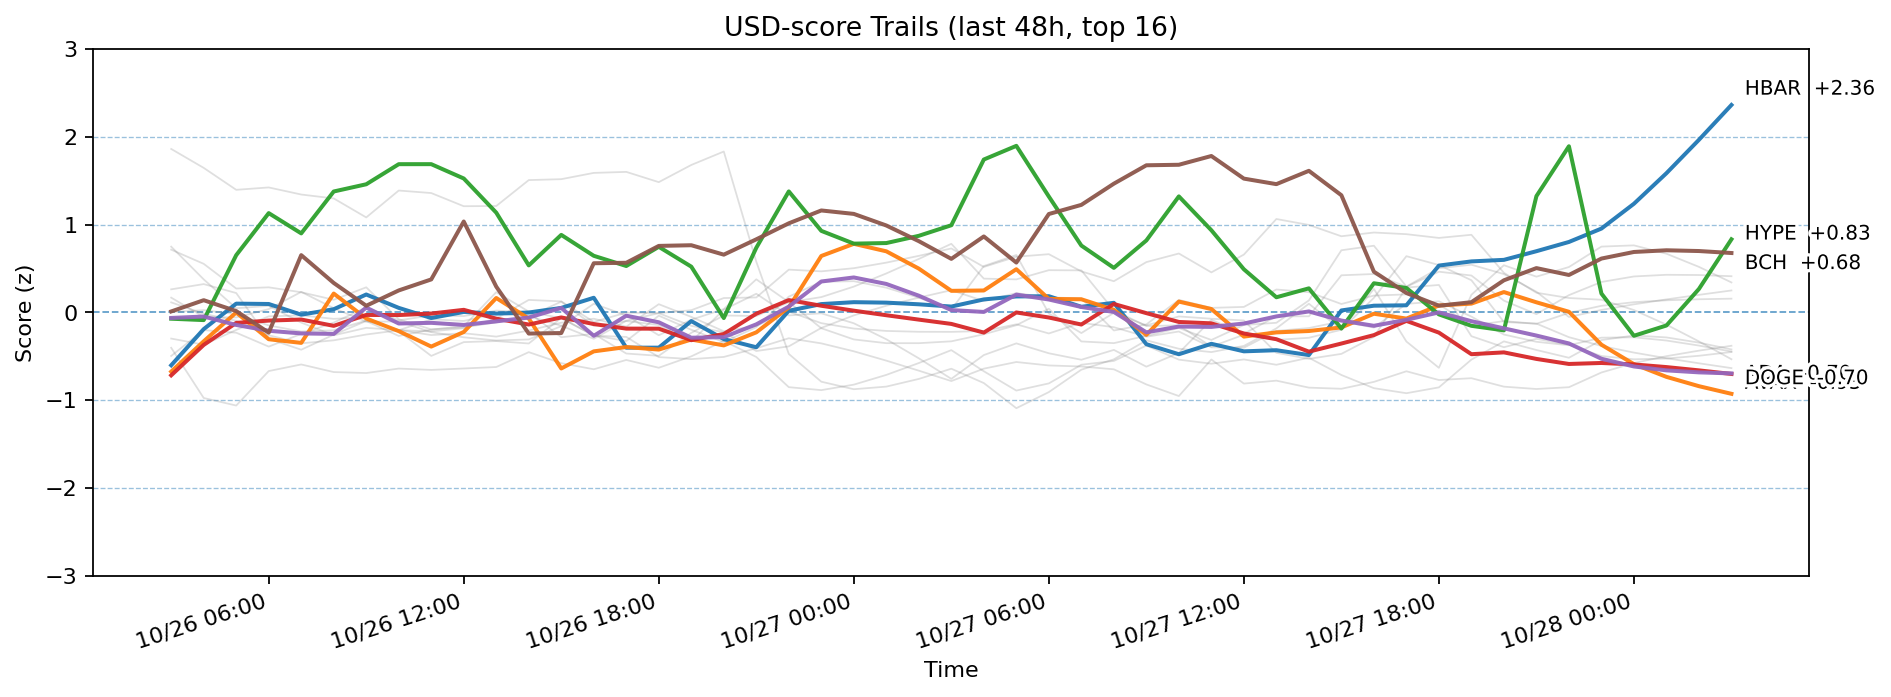 USD-score Trails (last 48h, top 16)
Score (z)
3
2
1
0
−1
−2
−3
HBAR +2.36
HYPE +0.83
BCH +0.68
DOGE -0.70
10/26 06:00
10/26 12:00
10/26 18:00
10/27 00:00
10/27 06:00
10/27 12:00
10/27 18:00
10/28 00:00
Time